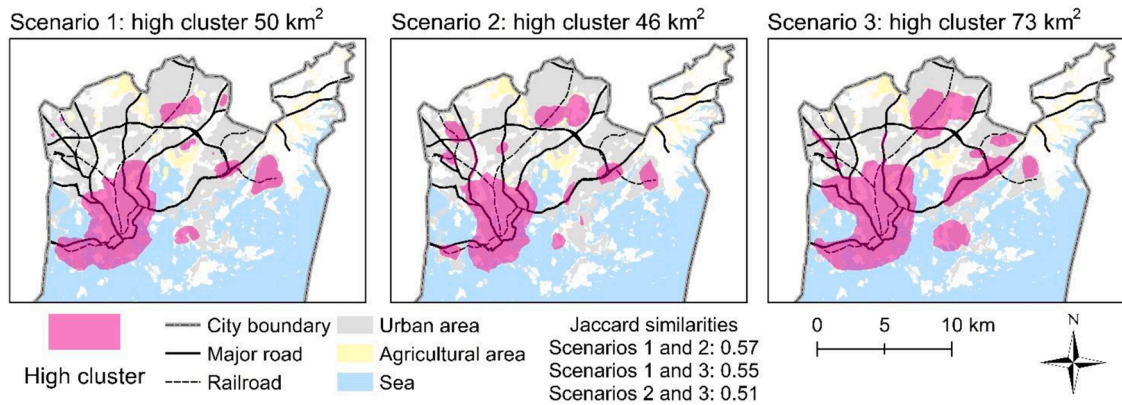 Scenario 1: high cluster 50 km²
Scenario 2: high cluster 46 km²
Scenario 3: high cluster 73 km²
High cluster
City boundary
Major road
Railroad
Urban area
Agricultural area
Sea
Jaccard similarities
Scenarios 1 and 2: 0.57
Scenarios 1 and 3: 0.55
Scenarios 2 and 3: 0.51
0 5 10 km
N